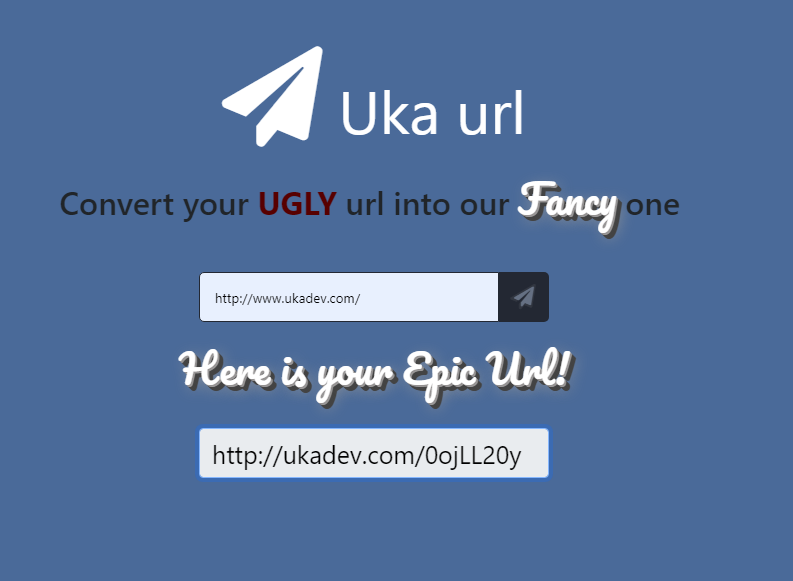 Uka url
Convert your UGLY url into our Fancy one
http://www.ukadev.com/
Here is your Epic Url!
http://ukadev.com/0ojLL20y